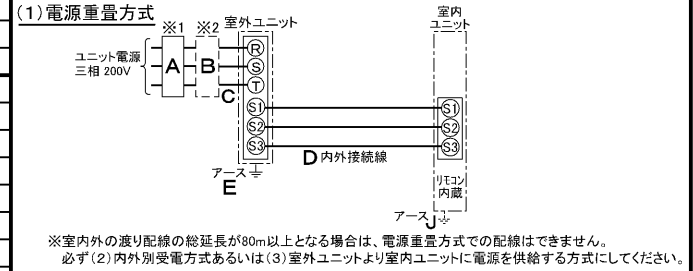 (1)電源重畳方式
※1 ※2 室外ユニット
室内
ユニット
ユニット電源
三相 200V
A B
R
S
T
C
S1 S1
S2 S2
S3 S3
D 内外接続線
アース
E
リモコン
内蔵
アース J
※室内外の渡り配線の総延長が80m以上となる場合は、電源重畳方式での配線はできません。
必ず(2)内外別受電方式あるいは(3)室外ユニットより室内ユニットに電源を供給する方式にしてください。